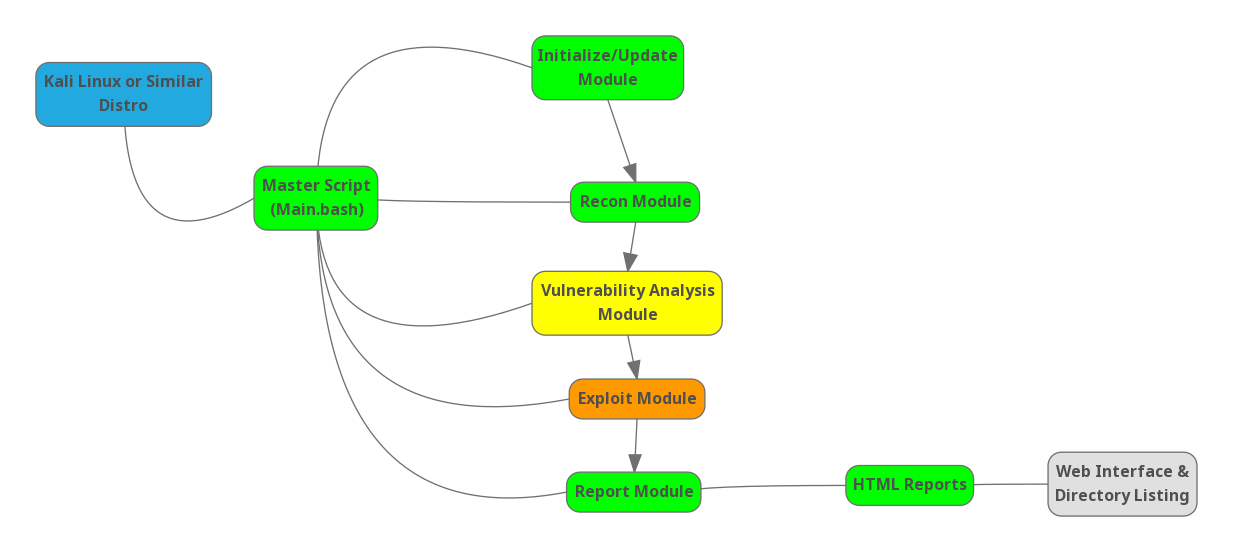 Kali Linux or Similar
Distro
Master Script
(Main.bash)
Initialize/Update
Module
Recon Module
Vulnerability Analysis
Module
Exploit Module
Report Module
HTML Reports
Web Interface &
Directory Listing